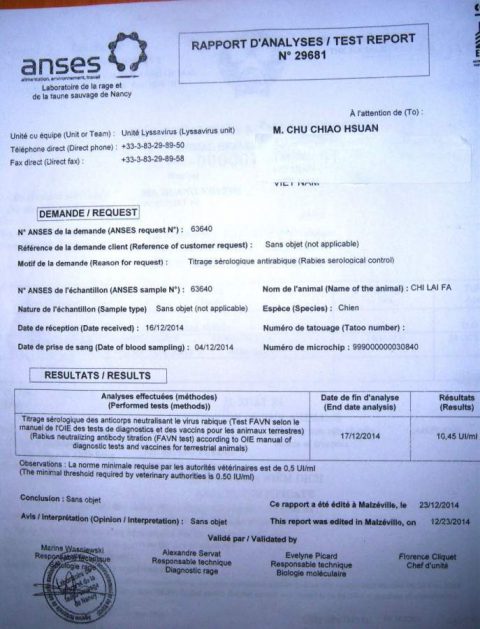 anses
alimentation, environnement, travail
Laboratoire de la rage et
de la faune sauvage de Nancy
RAPPORT D'ANALYSES / TEST REPORT
N° 29681
À l'attention de (To) :
M. CHU CHIAO HSUAN
VIET NAM
Unité cu équipe (Unit or Team) : Unité Lyssavirus (Lyssavirus unit)
Téléphone direct (Direct phone) : +33-3-83-29-89-50
Fax direct (Direct fax) : +33-3-83-29-89-58
DEMANDE / REQUEST
N° ANSES de la demande (ANSES request N°) : 63640
Référence de la demande client (Reference of customer request) : Sans objet (not applicable)
Motif de la demande (Reason for request) : Titrage sérologique antirabique (Rabies serological control)
N° ANSES de l'échantillon (ANSES sample N°) : 63640 Nom de l'animal (Name of the animal) : CHI LAI FA
Nature de l'échantillon (Sample type) Sans objet (not applicable) Espèce (Species) : Chien
Date de réception (Date received) : 16/12/2014 Numéro de tatouage (Tatoo number) :
Date de prise de sang (Date of blood sampling) : 04/12/2014 Numéro de microchip : 999000000030840
RESULTATS / RESULTS
Analyses effectuées (méthodes)
(Performed tests (methods)) Date de fin d'analyse
(End date analysis) Résultats
(Results)
Titrage sérologique des anticorps neutralisant le virus rabique (Test FAVN selon le
manuel de l'OIE des tests de diagnostics et des vaccins pour les animaux terrestres)
(Rabius neutralizing antibody titration (FAVN test) according to OIE manual of
diagnostic tests and vaccines for terrestrial animals) 17/12/2014 10,45 UI/ml
Observations : La norme minimale requise par les autorités vétérinaires est de 0,5 UI/ml
(The minimal threshold required by veterinary authorities is 0.50 IU/ml)
Conclusion : Sans objet
Ce rapport a été édité à Malzéville, le 23/12/2014
Avis / Interprétation (Opinion / Interpretation) : Sans objet
This report was edited in Malzéville, on 12/23/2014
Validé par / Validated by
Marine Wasniewski
Responsable technique
Sérologie rage
Alexandre Servat
Responsable technique
Diagnostic rage
Evelyne Picard
Responsable technique
Biologie moléculaire
Florence Cliquet
Chef d'unité